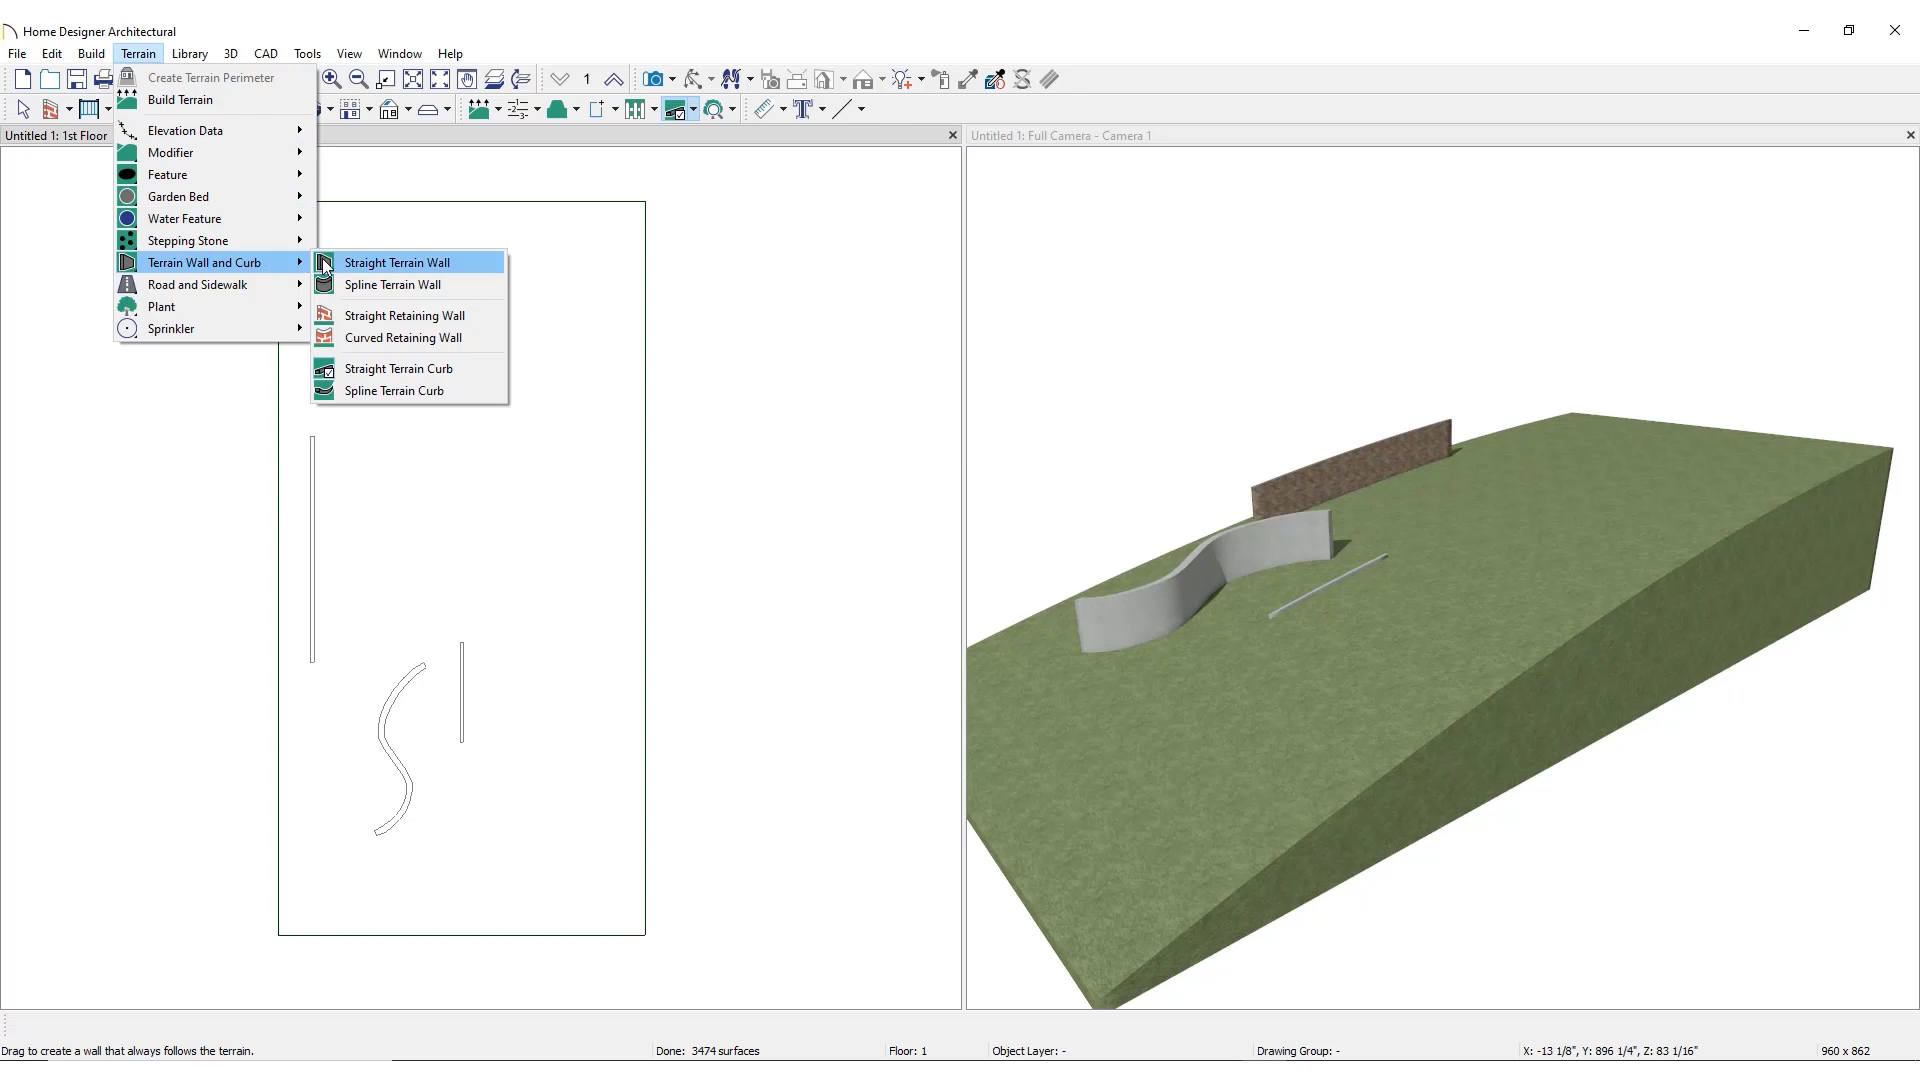 Home Designer Architectural
File Edit Build Terrain Library 3D CAD Tools View Window Help
Create Terrain Perimeter
1
Build Terrain
Untitled 1: 1st Floor
Untitled 1: Full Camera - Camera 1
Elevation Data
Modifier
Feature
Garden Bed
Water Feature
Stepping Stone
Terrain Wall and Curb
Road and Sidewalk
Plant
Sprinkler
Straight Terrain Wall
Spline Terrain Wall
Straight Retaining Wall
Curved Retaining Wall
Straight Terrain Curb
Spline Terrain Curb
Drag to create a wall that always follows the terrain.
Done: 3474 surfaces
Floor: 1
Object Layer: -
Drawing Group: -
X: -13 1/8", Y: 896 1/4", Z: 83 1/16"
960 x 862